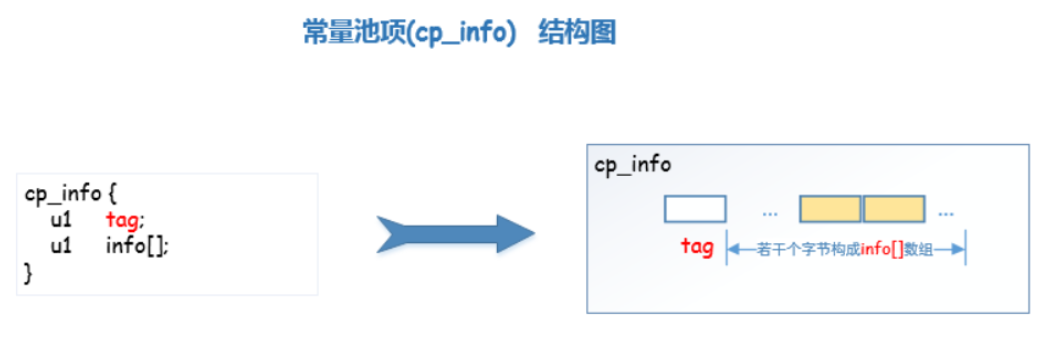 常量池项(cp_info) 结构图
cp_info {
u1 tag;
u1 info[];
}
cp_info
... ...
tag 若干个字节构成info[]数组